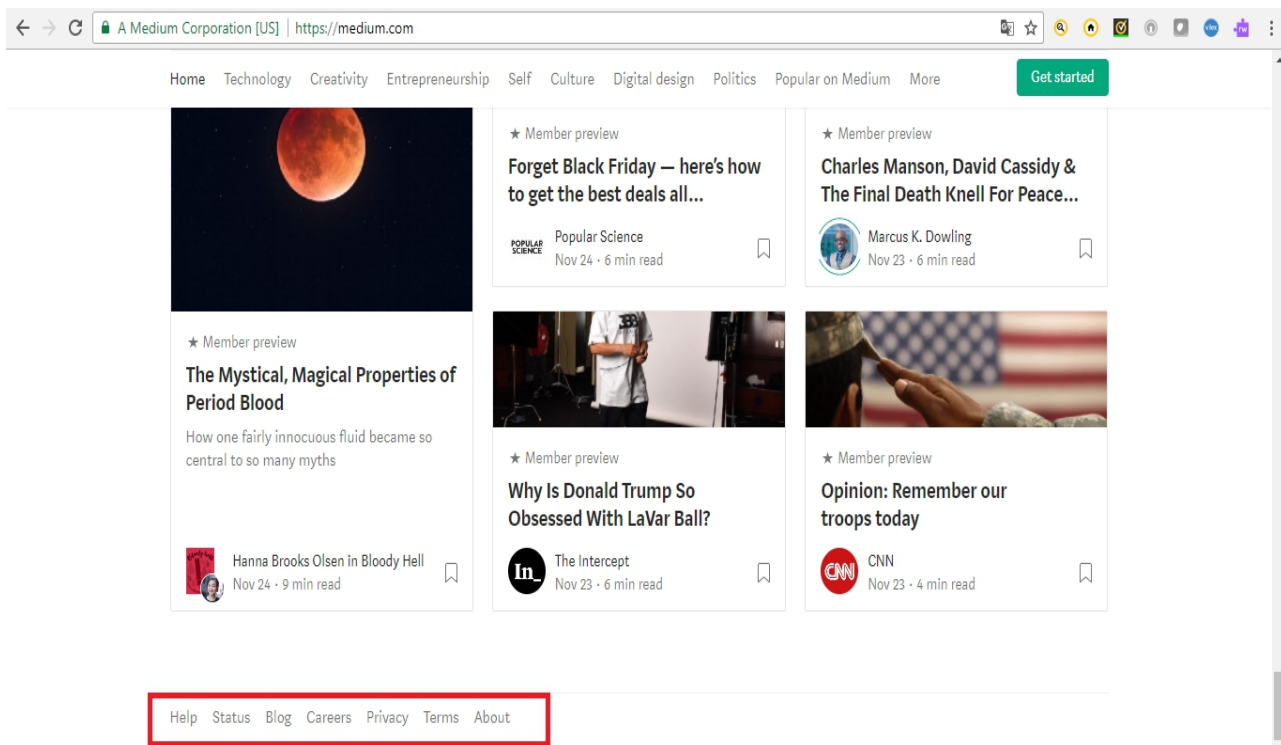 A Medium Corporation [US] | https://medium.com
Home Technology Creativity Entrepreneurship Self Culture Digital design Politics Popular on Medium More Get started
★ Member preview
Forget Black Friday — here's how
to get the best deals all...
POPULAR
SCIENCE
Popular Science
Nov 24 · 6 min read
★ Member preview
Charles Manson, David Cassidy &
The Final Death Knell For Peace...
Marcus K. Dowling
Nov 23 · 6 min read
★ Member preview
The Mystical, Magical Properties of
Period Blood
How one fairly innocuous fluid became so
central to so many myths
Hanna Brooks Olsen in Bloody Hell
Nov 24 · 9 min read
★ Member preview
Why Is Donald Trump So
Obsessed With LaVar Ball?
In_
The Intercept
Nov 23 · 6 min read
★ Member preview
Opinion: Remember our
troops today
CNN
CNN
Nov 23 · 4 min read
Help Status Blog Careers Privacy Terms About